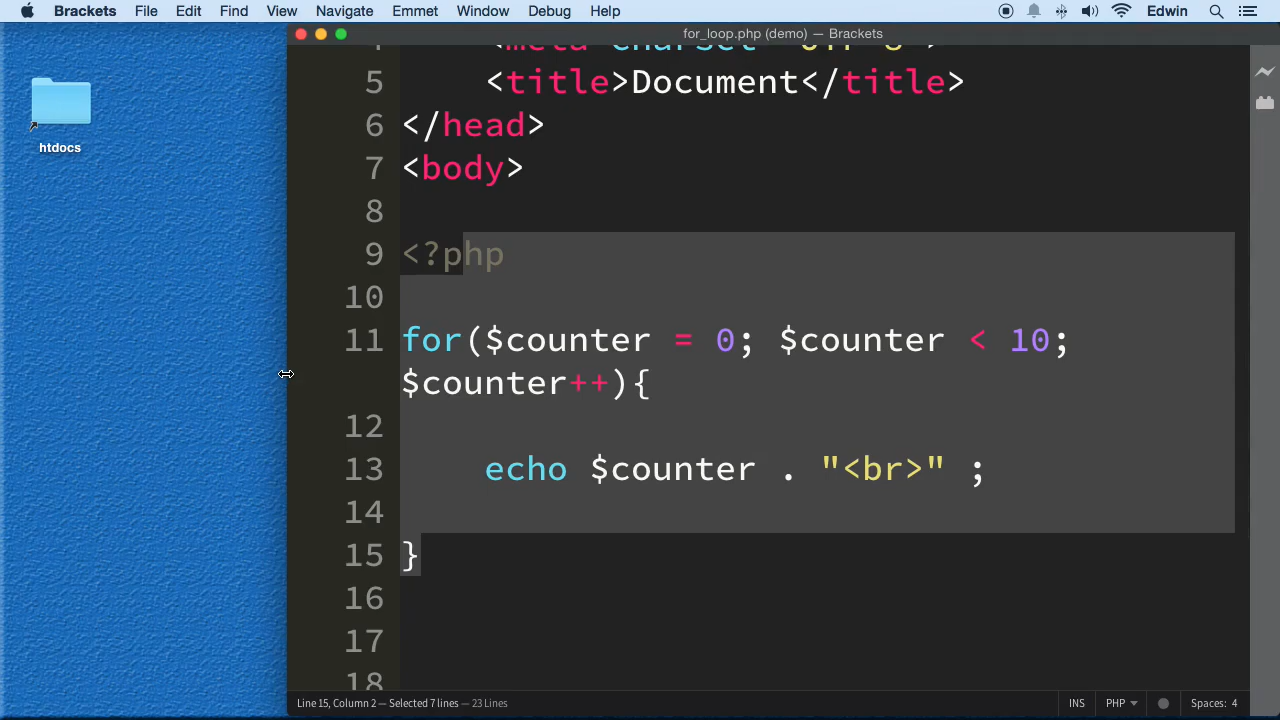 Brackets File Edit Find View Navigate Emmet Window Debug Help Edwin
for_loop.php (demo) — Brackets
htdocs
5 <title>Document</title>
6 </head>
7 <body>
8
9 <?php
10
11 for($counter = 0; $counter < 10;
$counter++){
12
13 echo $counter . "<br>" ;
14
15 }
16
17
18
Line 15, Column 2 — Selected 7 lines — 23 Lines INS PHP Spaces: 4